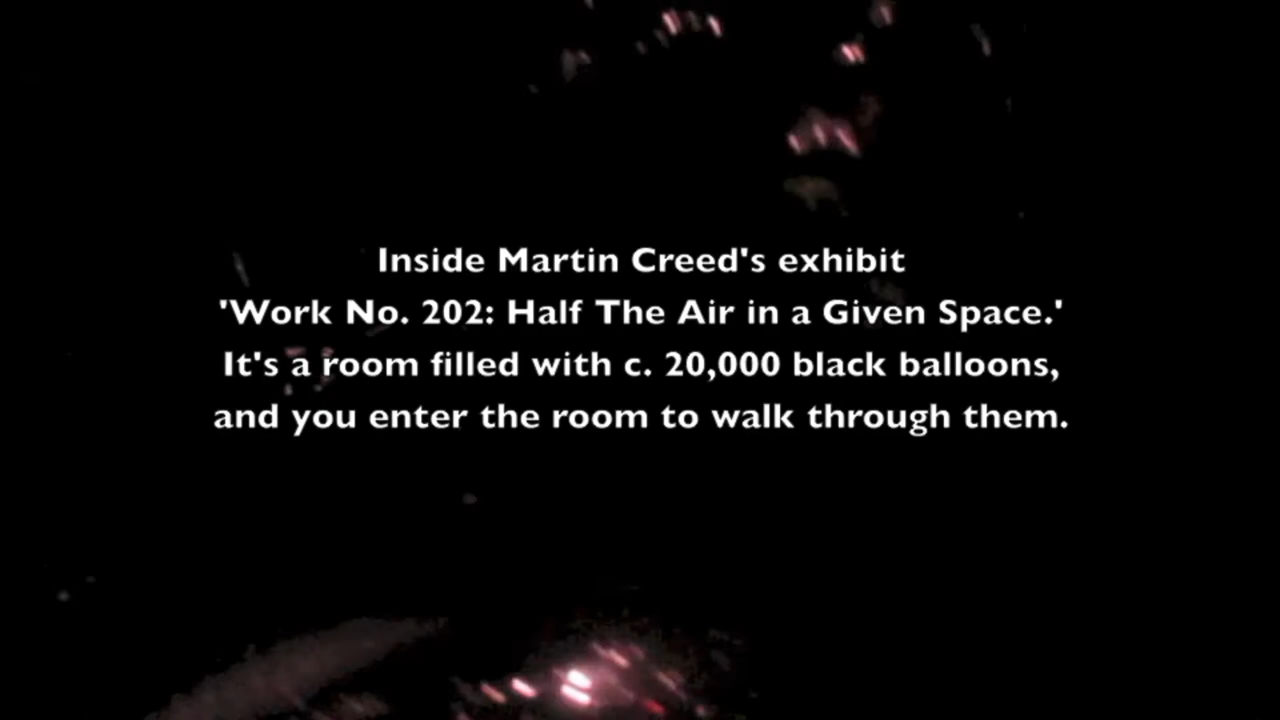 Inside Martin Creed's exhibit
'Work No. 202: Half The Air in a Given Space.'
It's a room filled with c. 20,000 black balloons,
and you enter the room to walk through them.